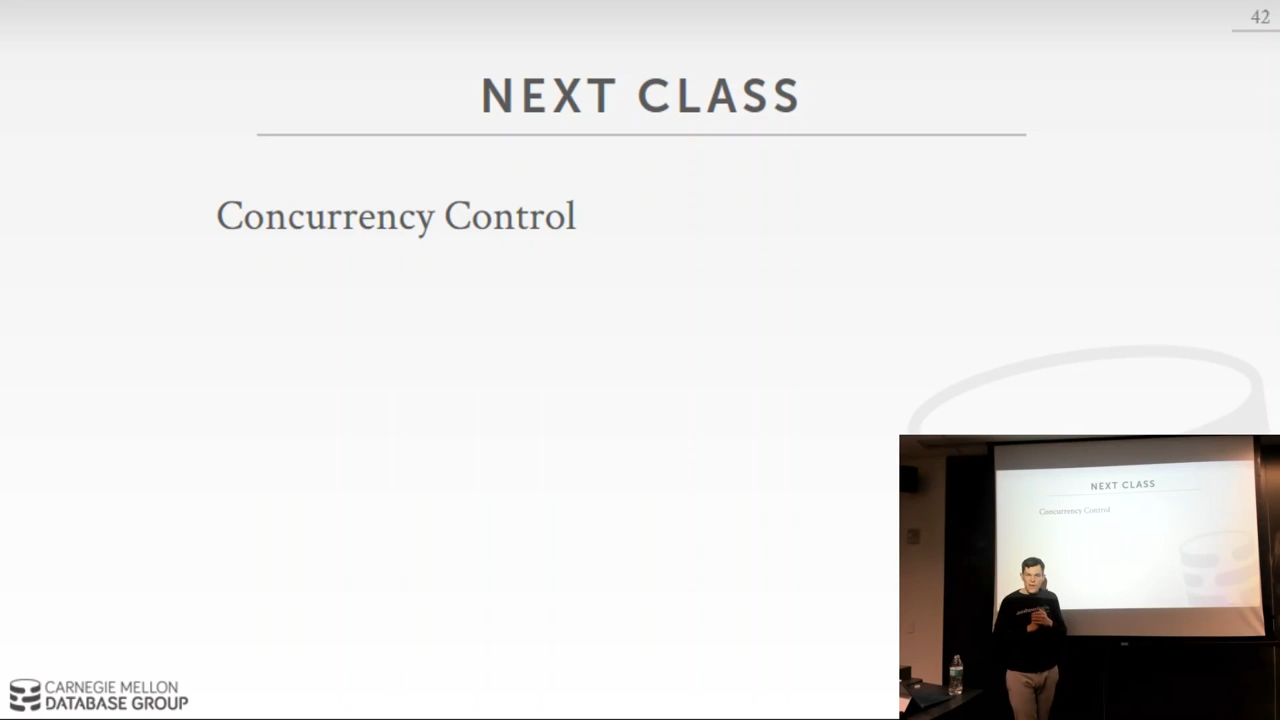 42
NEXT CLASS
Concurrency Control
NEXT CLASS
Concurrency Control
CARNEGIE MELLON
DATABASE GROUP